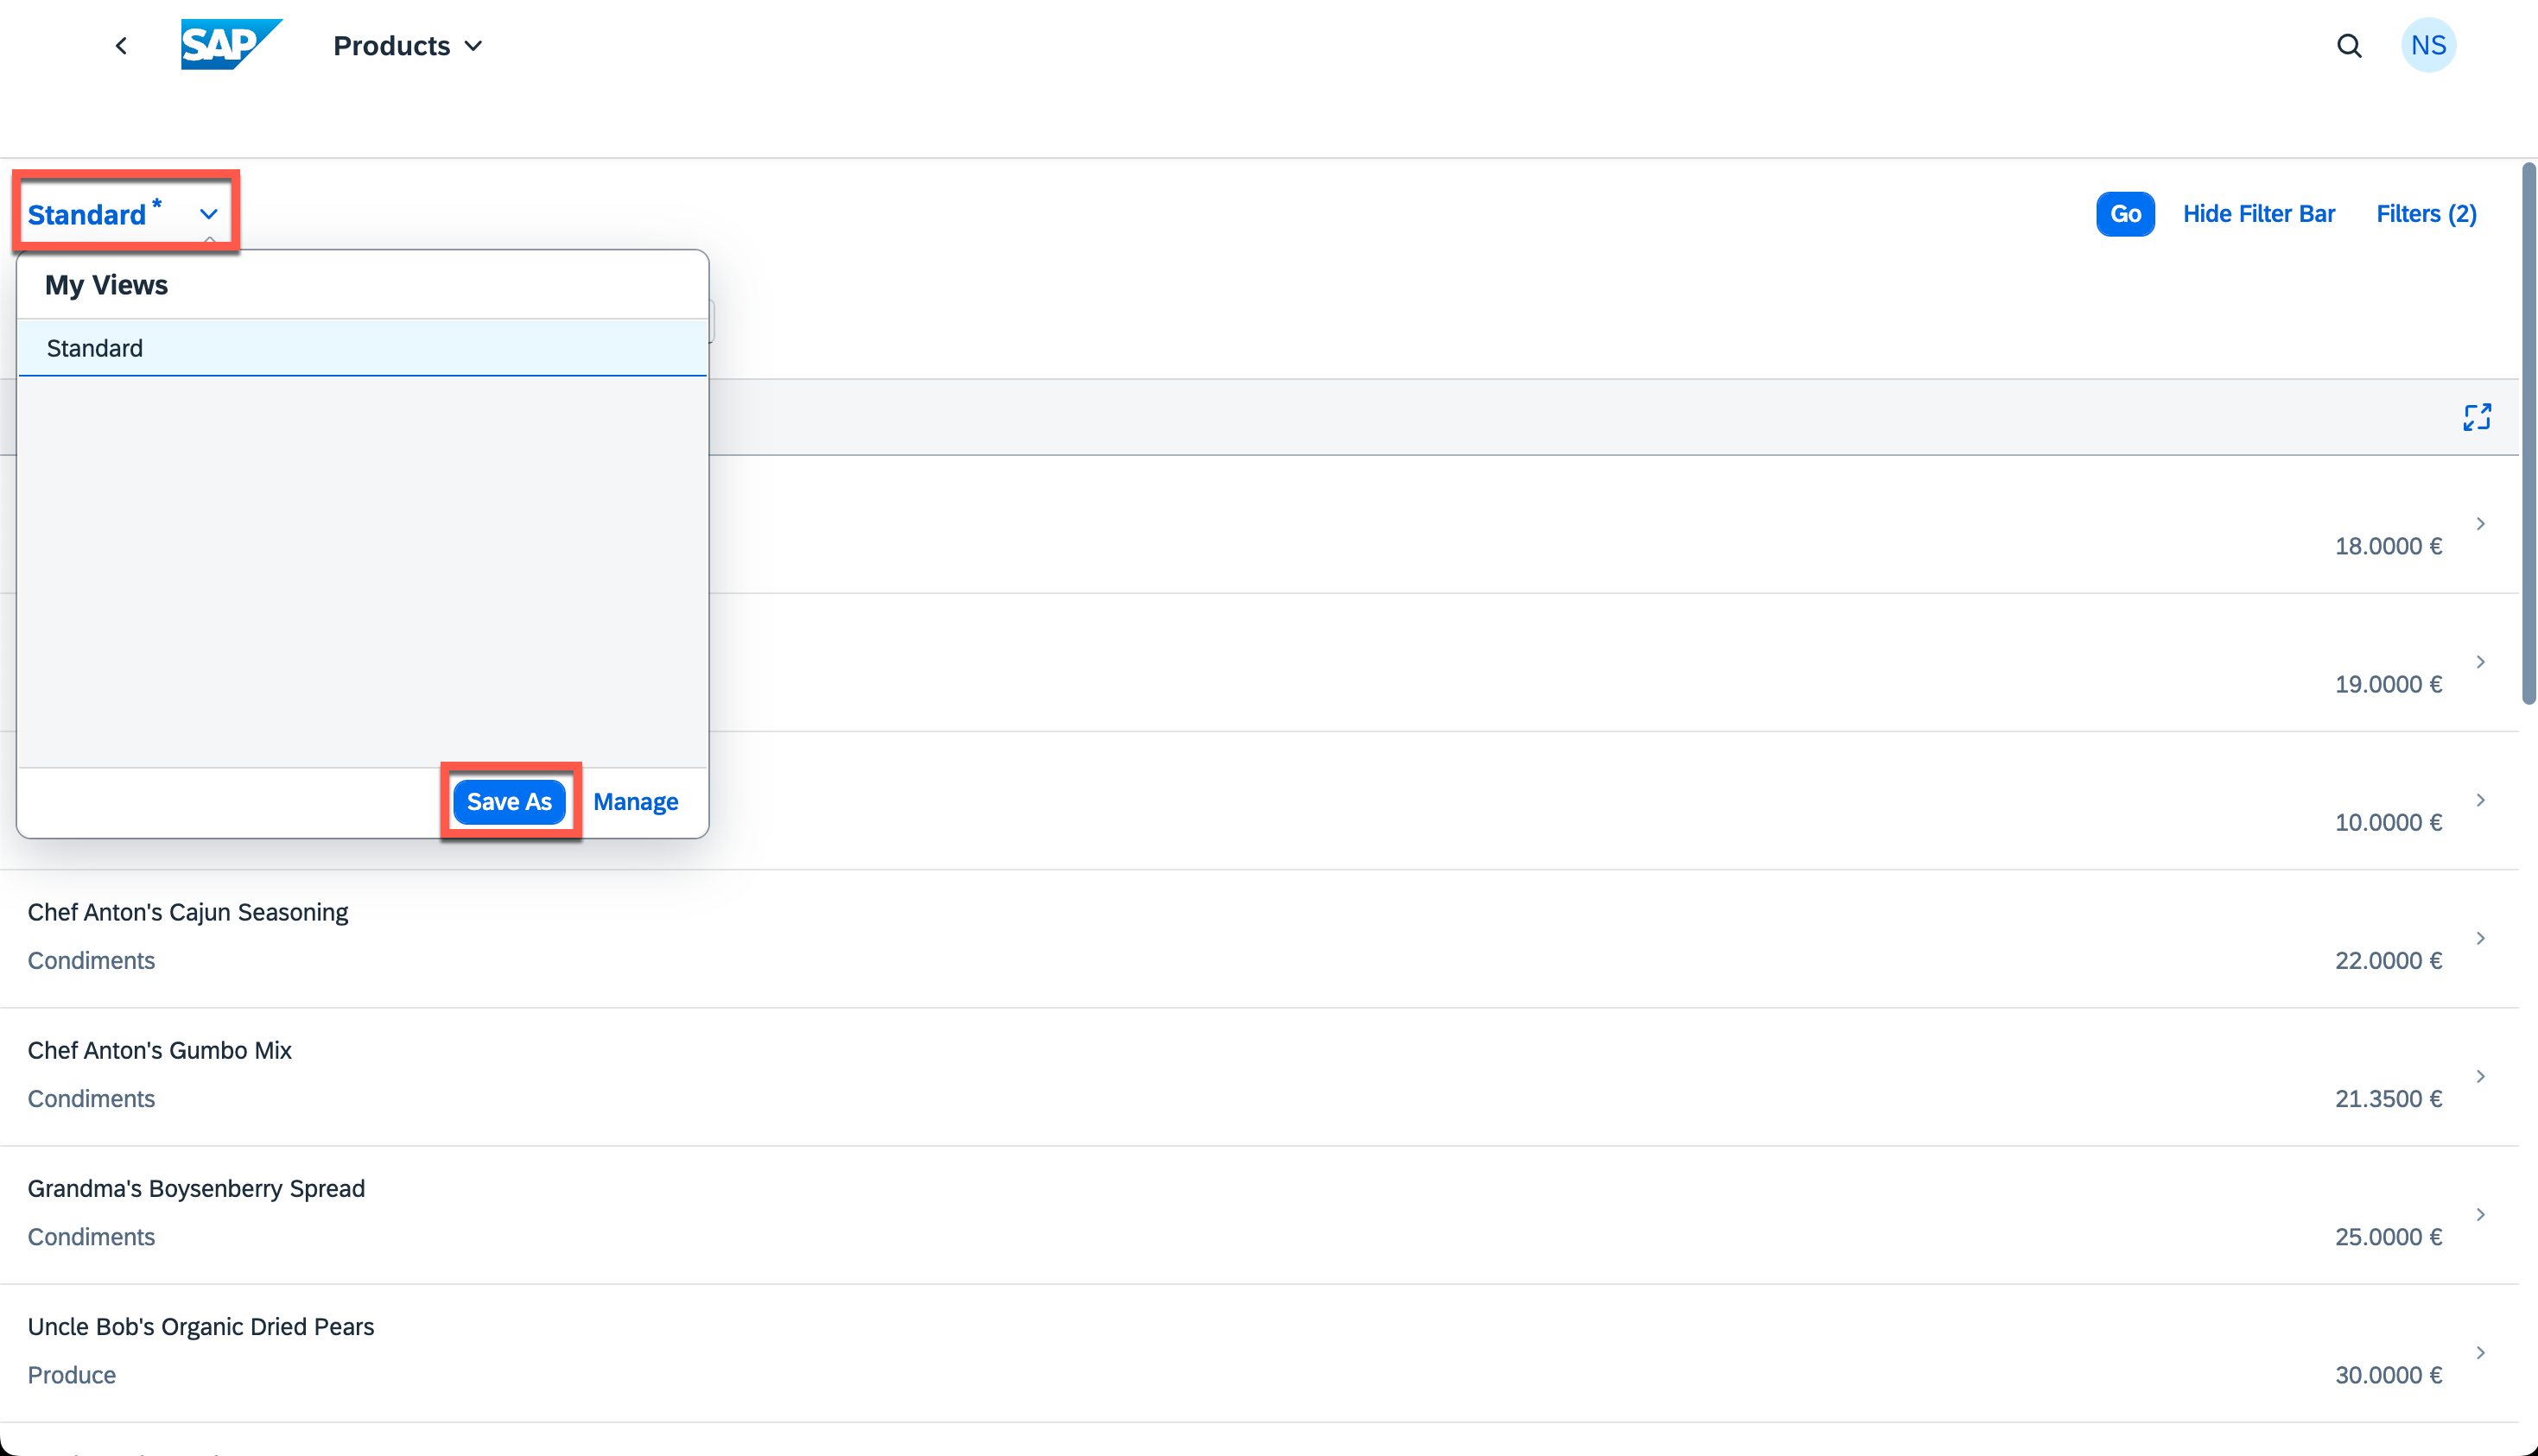 SAP
Products
NS
Standard *
Go
Hide Filter Bar
Filters (2)
My Views
Standard
18.0000 €
19.0000 €
Save As
Manage
10.0000 €
Chef Anton's Cajun Seasoning
Condiments
22.0000 €
Chef Anton's Gumbo Mix
Condiments
21.3500 €
Grandma's Boysenberry Spread
Condiments
25.0000 €
Uncle Bob's Organic Dried Pears
Produce
30.0000 €